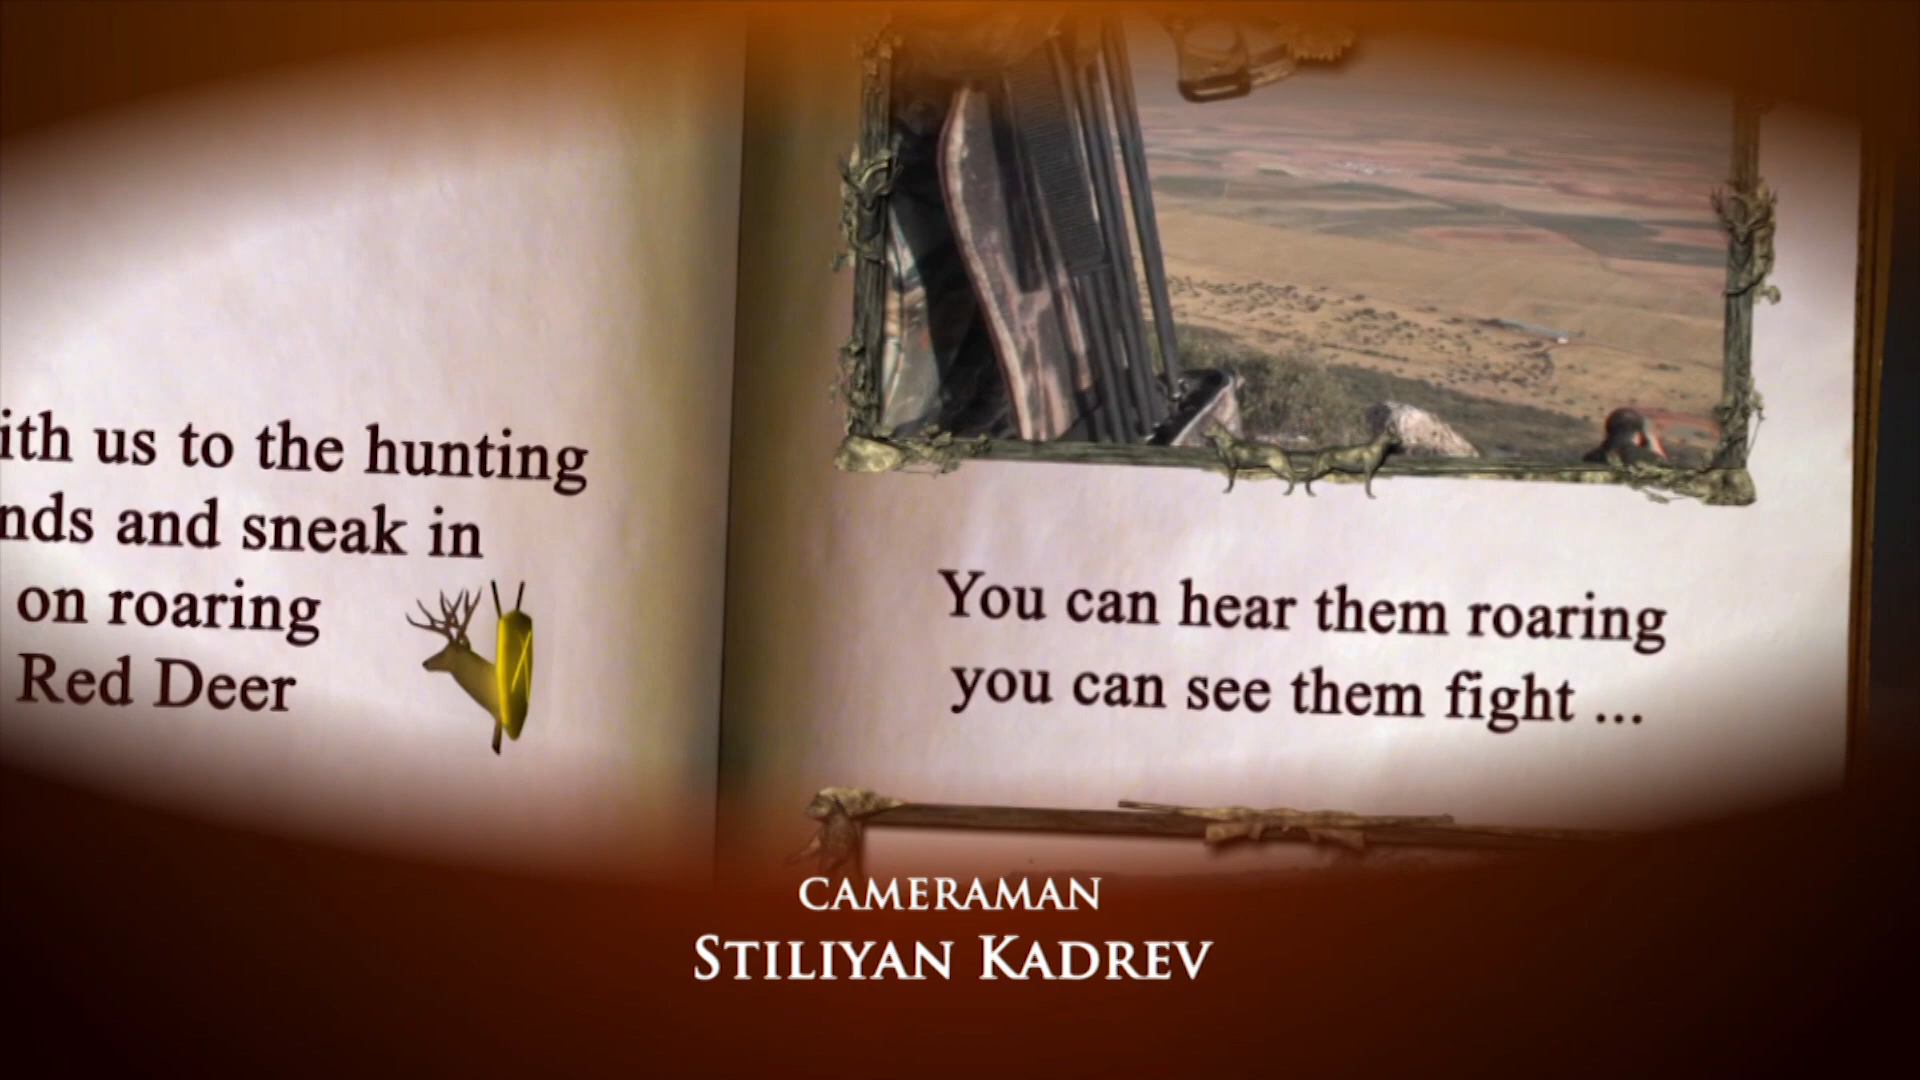 ith us to the hunting
nds and sneak in
on roaring
Red Deer
You can hear them roaring
you can see them fight ...
CAMERAMAN
STILIYAN KADREV